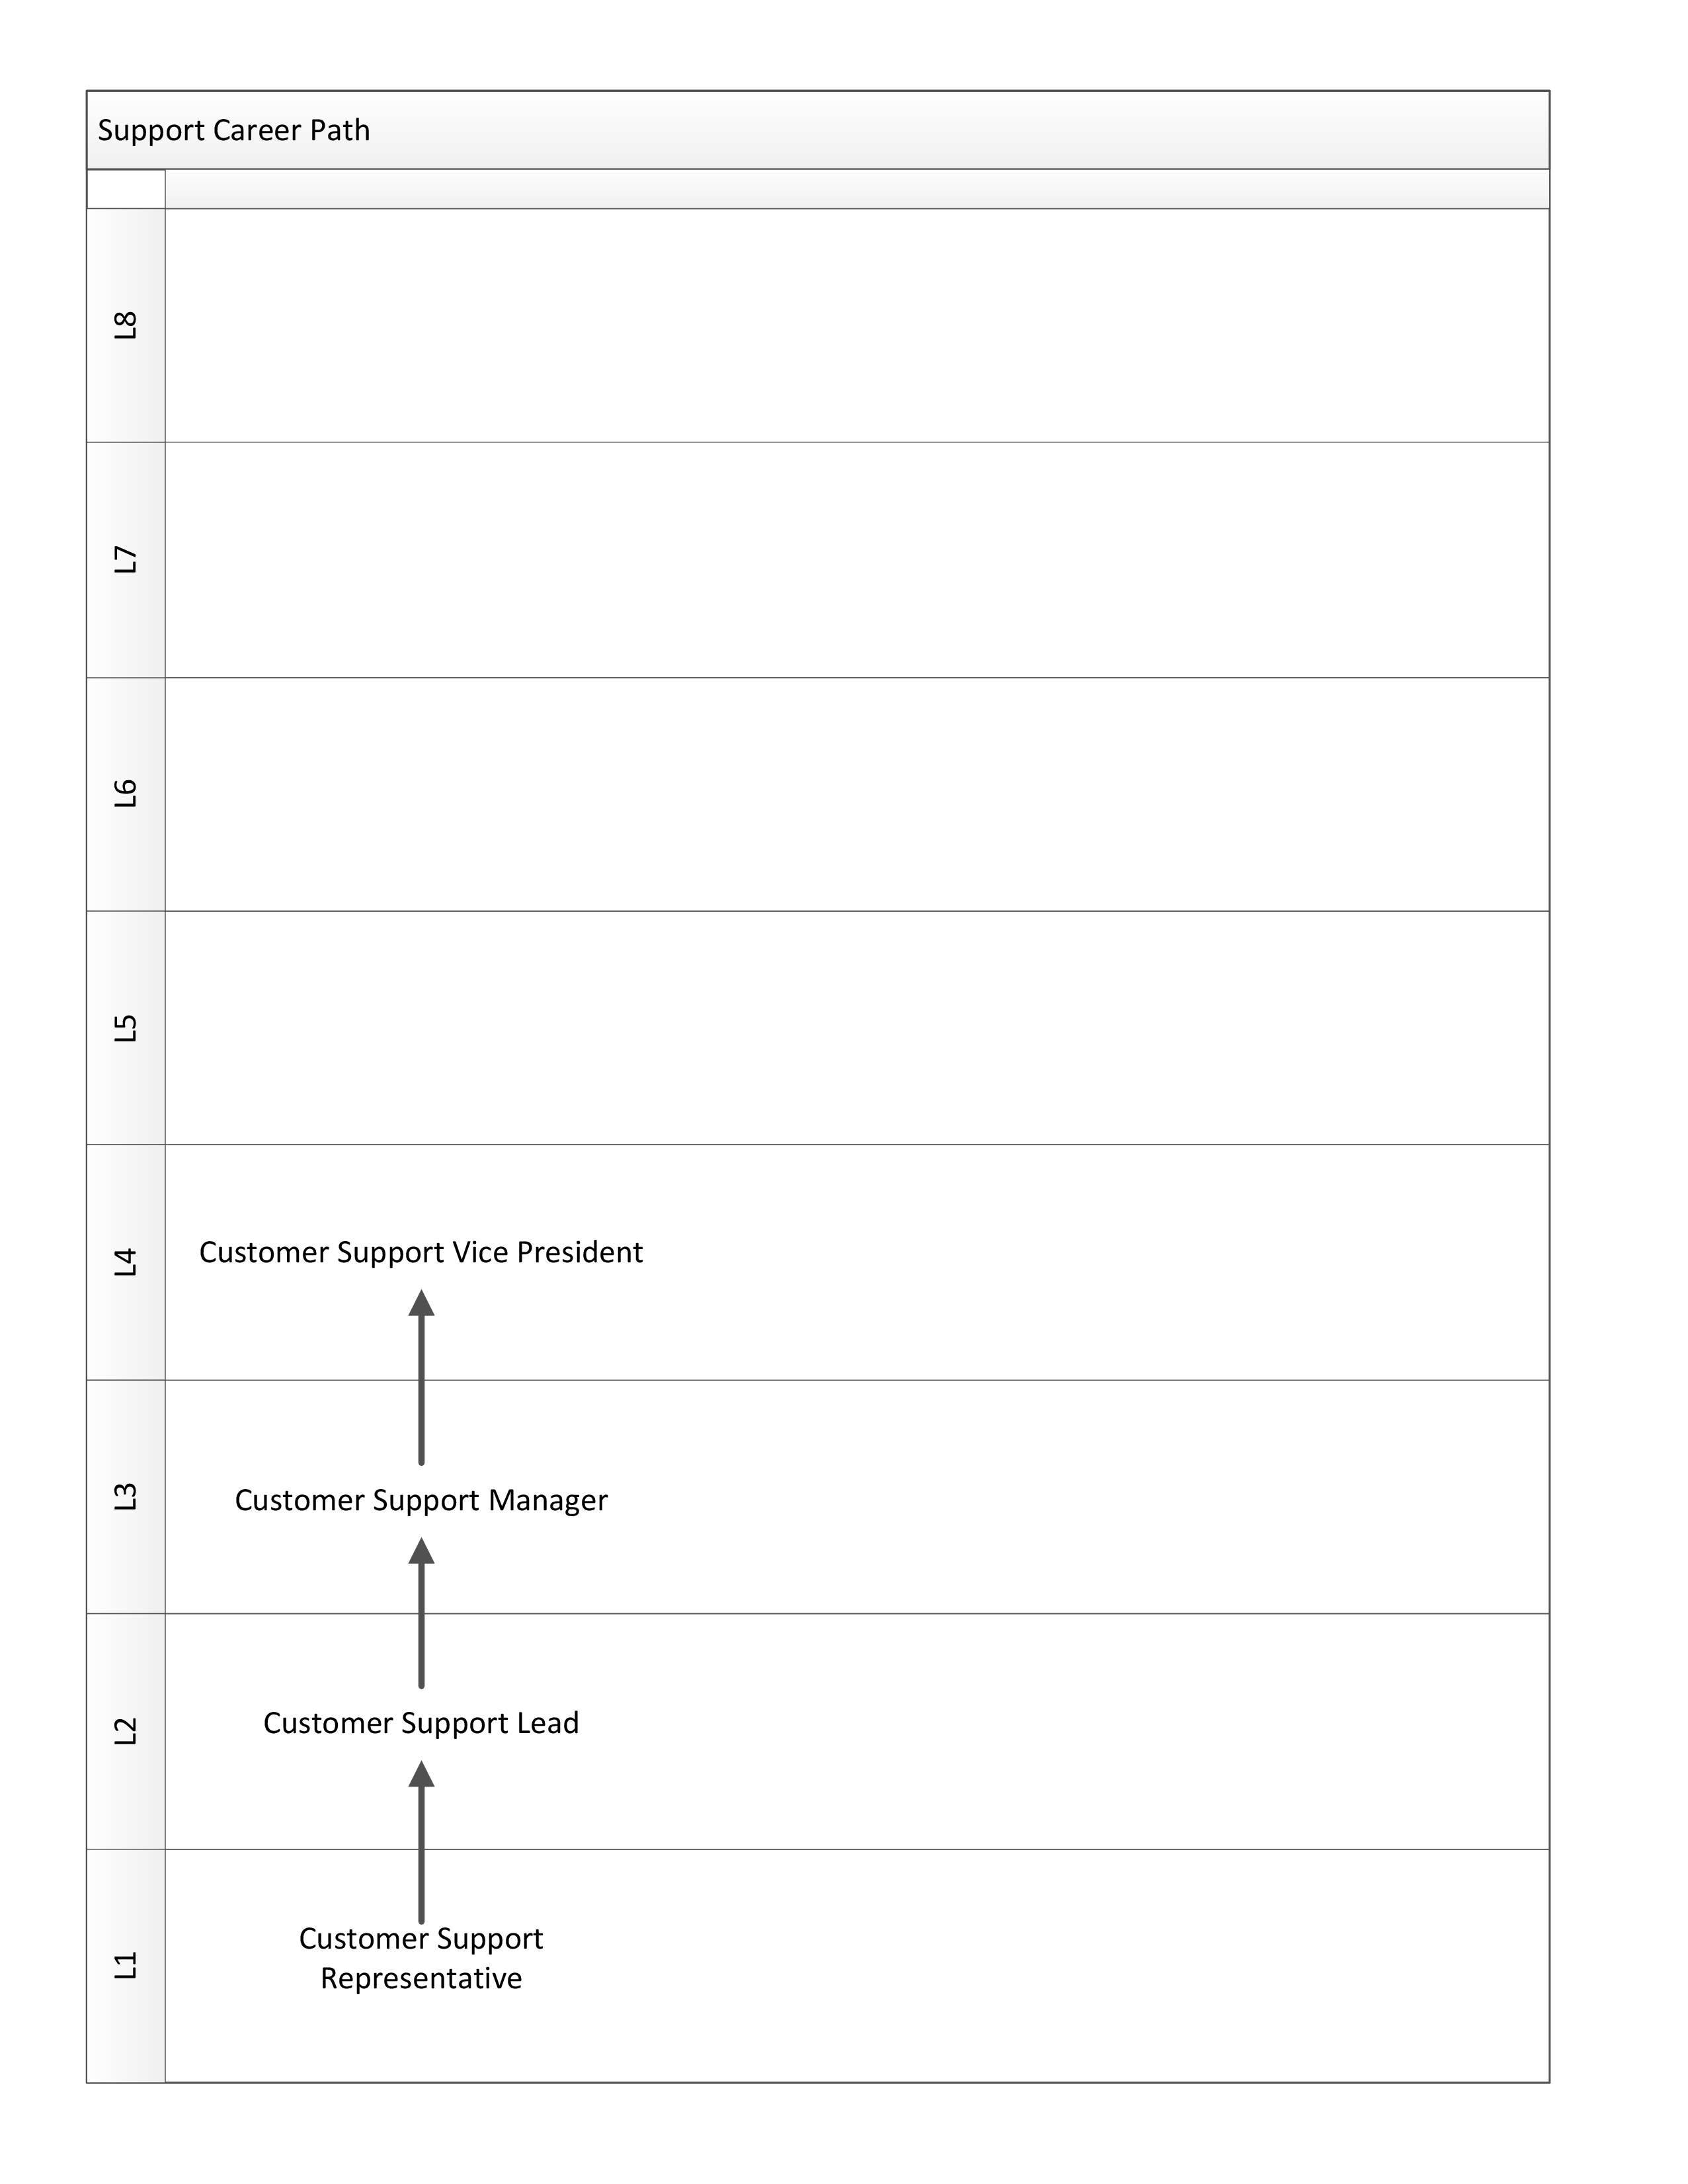 Support Career Path
L8
L7
L6
L5
L4
Customer Support Vice President
L3
Customer Support Manager
L2
Customer Support Lead
L1
Customer Support
Representative